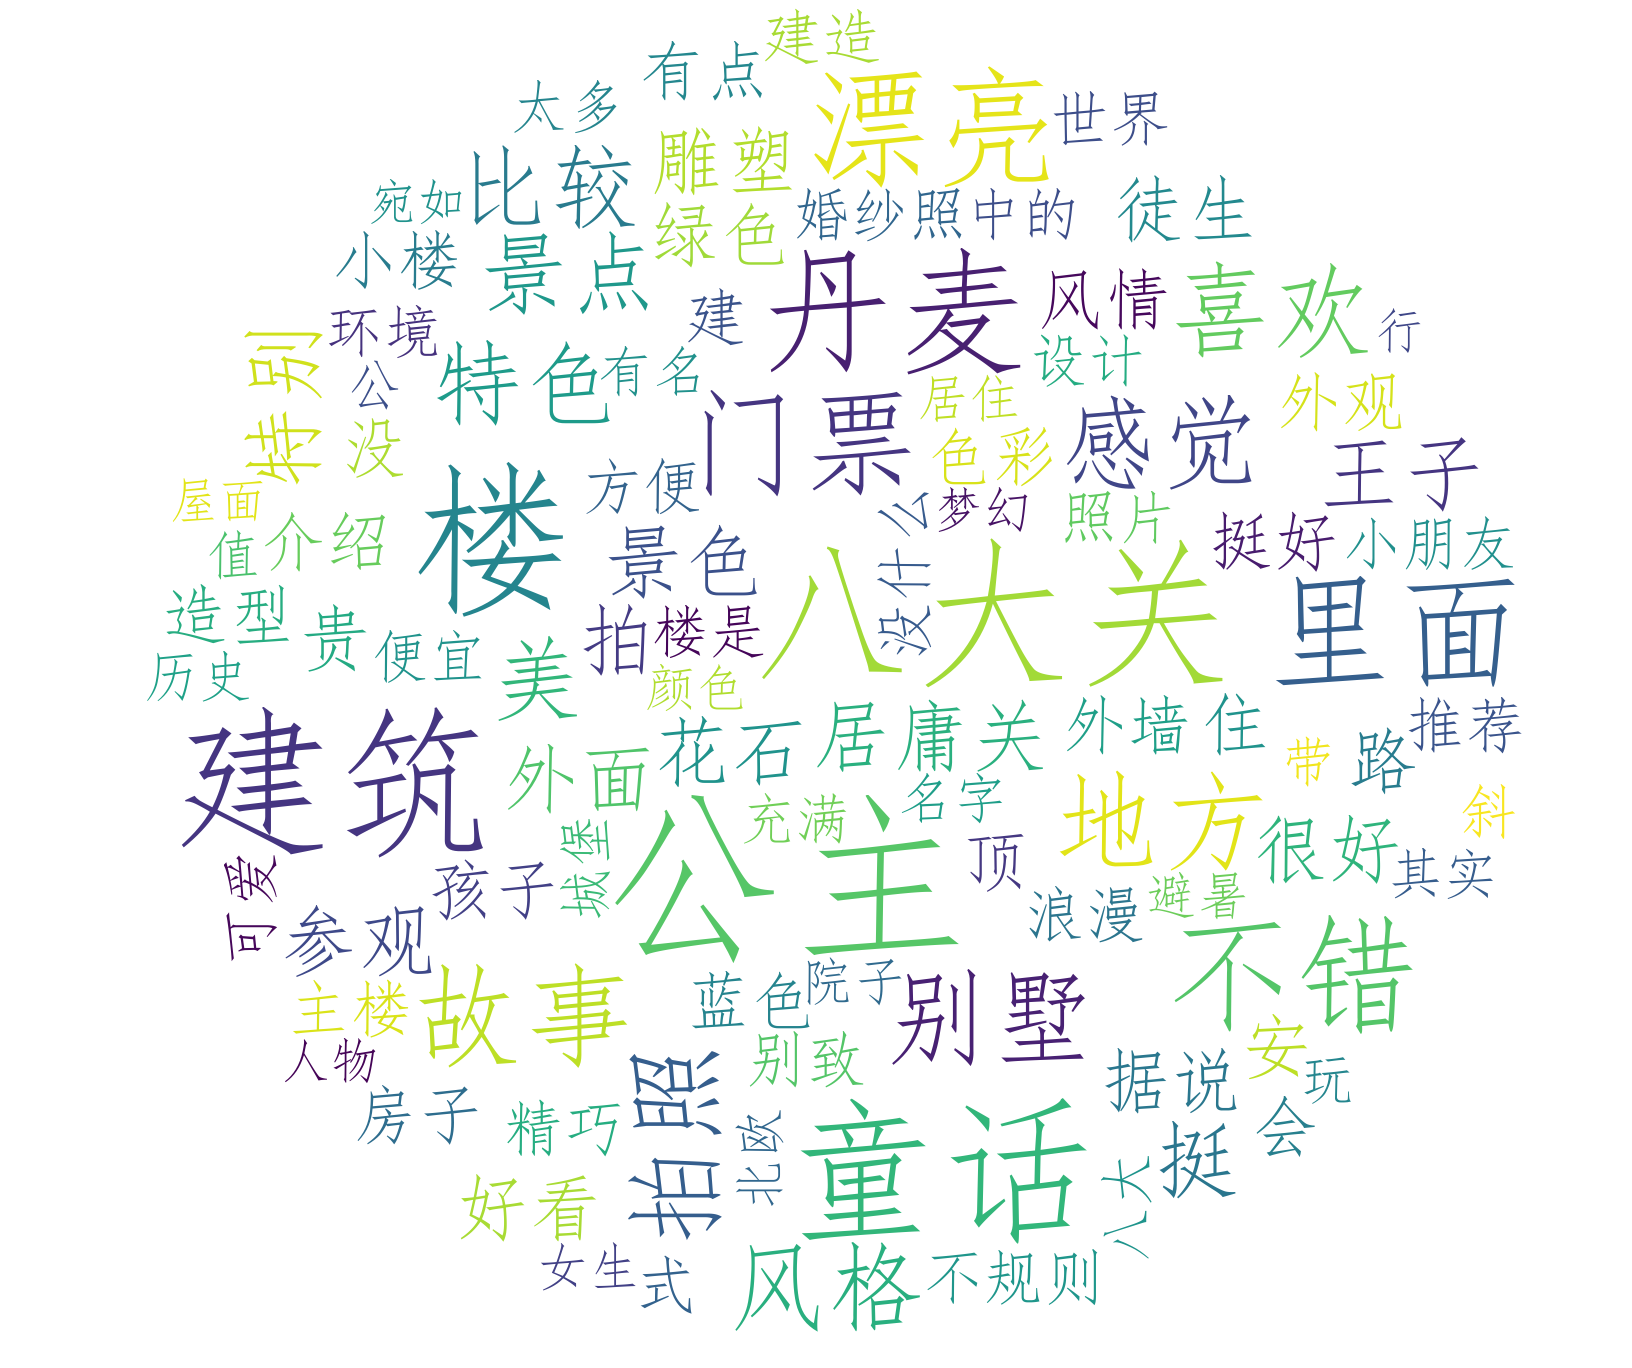 建造
有点
漂亮
世界
太多
雕塑
比较
宛如
婚纱照中的
徒生
绿色
小楼
景点
丹麦
风情
喜欢
建
环境
行
特别
特色
有名
设计
公
居住
外观
门票
感觉
没
色彩
王子
屋面
方便
梦幻
照片
挺好
小朋友
值
介绍
楼
景色
没什么
八大关
里面
造型
贵
便宜
拍
楼是
历史
美
颜色
建筑
外面
花石
居庸关
外墙
住
带
路
推荐
充满
名字
地方
斜
城堡
公主
顶
很好
其实
可爱
孩子
浪漫
避暑
参观
不错
主楼
故事
蓝色
院子
别墅
人物
别致
安
房子
精巧
拍照
北欧
童话
据说
玩
会
挺
八大
好看
女生
式
风格
不规则